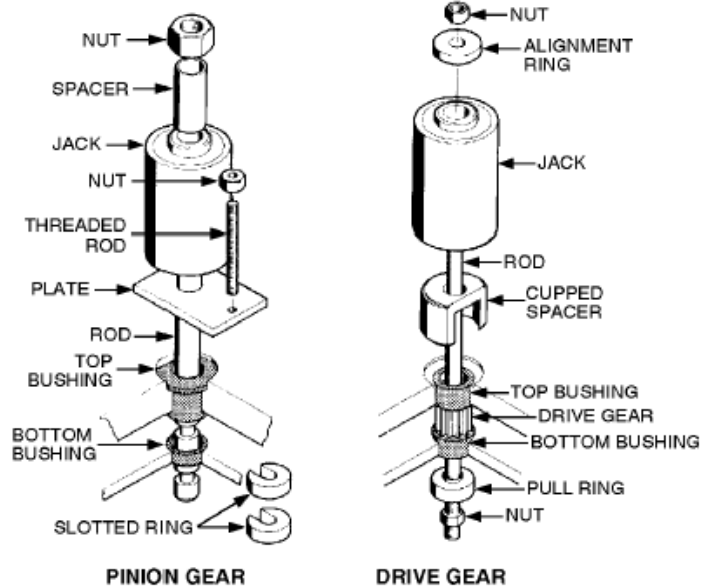 NUT
SPACER
JACK
NUT
THREADED
ROD
PLATE
ROD
TOP
BUSHING
BOTTOM
BUSHING
SLOTTED RING
PINION GEAR
NUT
ALIGNMENT
RING
JACK
ROD
CUPPED
SPACER
TOP BUSHING
DRIVE GEAR
BOTTOM BUSHING
PULL RING
NUT
DRIVE GEAR